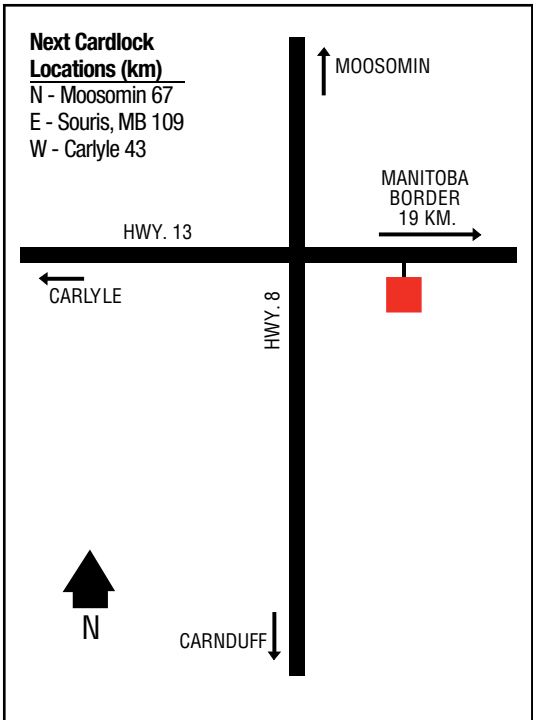 Next Cardlock
Locations (km)
N - Moosomin 67
E - Souris, MB 109
W - Carlyle 43
MOOSOMIN
MANITOBA
BORDER
19 KM.
HWY. 13
CARLYLE
HWY. 8
N
CARNDUFF